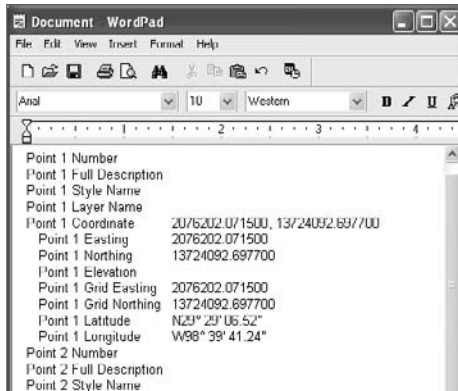 Document - WordPad
File Edit View Insert Format Help
Arial 10 Western B I U
1 2 3 4
Point 1 Number
Point 1 Full Description
Point 1 Style Name
Point 1 Layer Name
Point 1 Coordinate 2076202.071500, 13724092.697700
Point 1 Easting 2076202.071500
Point 1 Northing 13724092.697700
Point 1 Elevation
Point 1 Grid Easting 2076202.071500
Point 1 Grid Northing 13724092.697700
Point 1 Latitude N29° 29' 06.52"
Point 1 Longitude W98° 39' 41.24"
Point 2 Number
Point 2 Full Description
Point 2 Style Name